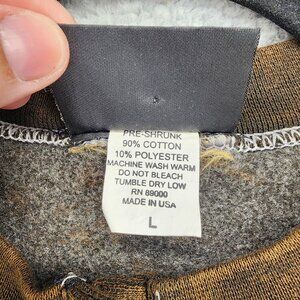 PRE-SHRUNK
90% COTTON
10% POLYESTER
MACHINE WASH WARM
DO NOT BLEACH
TUMBLE DRY LOW
RN 89000
MADE IN USA
L